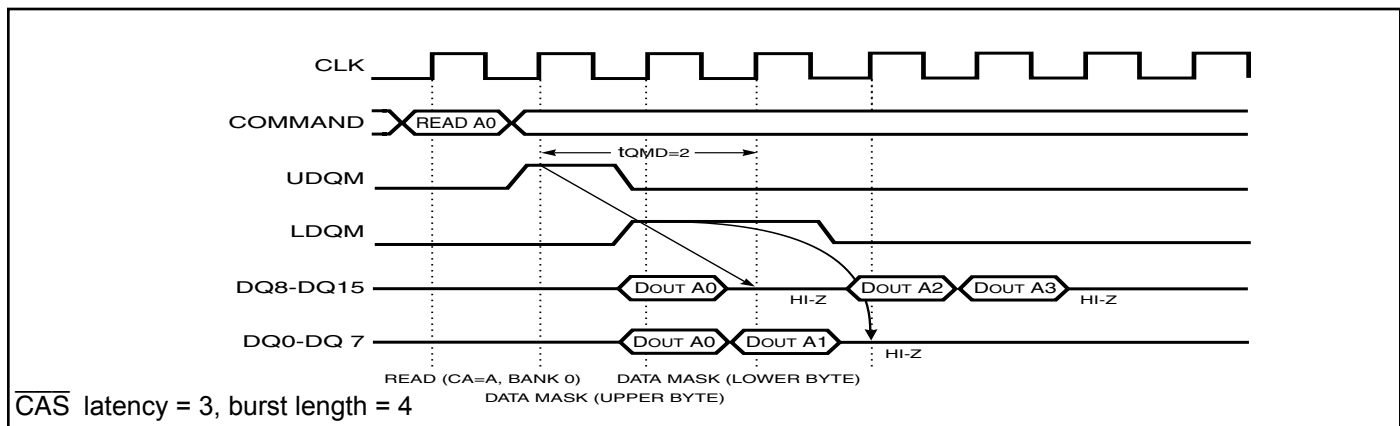 CLK
COMMAND READ A0
tQMD=2
UDQM
LDQM
DQ8-DQ15 DOUT A0 HI-Z DOUT A2 DOUT A3 HI-Z
DQ0-DQ 7 DOUT A0 DOUT A1 HI-Z
READ (CA=A, BANK 0) DATA MASK (LOWER BYTE)
DATA MASK (UPPER BYTE)
CAS latency = 3, burst length = 4